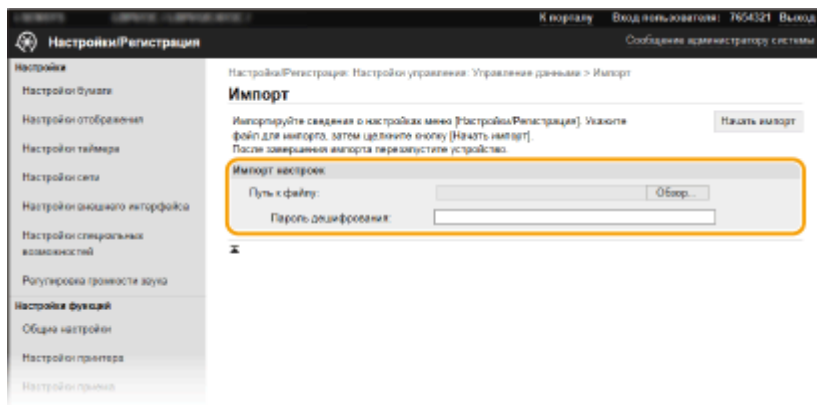 К порталу Вход пользователя: 7654321 Выход
Настройки/Регистрация
Сообщение администратору системы
Настройки
Настройки бумаги
Настройки отображения
Настройки таймера
Настройки сети
Настройки внешнего интерфейса
Настройки специальных
возможностей
Регулировка громкости звука
Настройки функций
Общие настройки
Настройки принтера
Настройки приема
Настройка/Регистрация: Настройки управления: Управление данными > Импорт
Импорт
Импортируйте сведения о настройках меню [Настройка/Регистрация]. Укажите
файл для импорта, затем щелкните кнопку [Начать импорт].
После завершения импорта перезапустите устройство.
Начать импорт
Импорт настроек
Путь к файлу:
Обзор...
Пароль дешифрования: